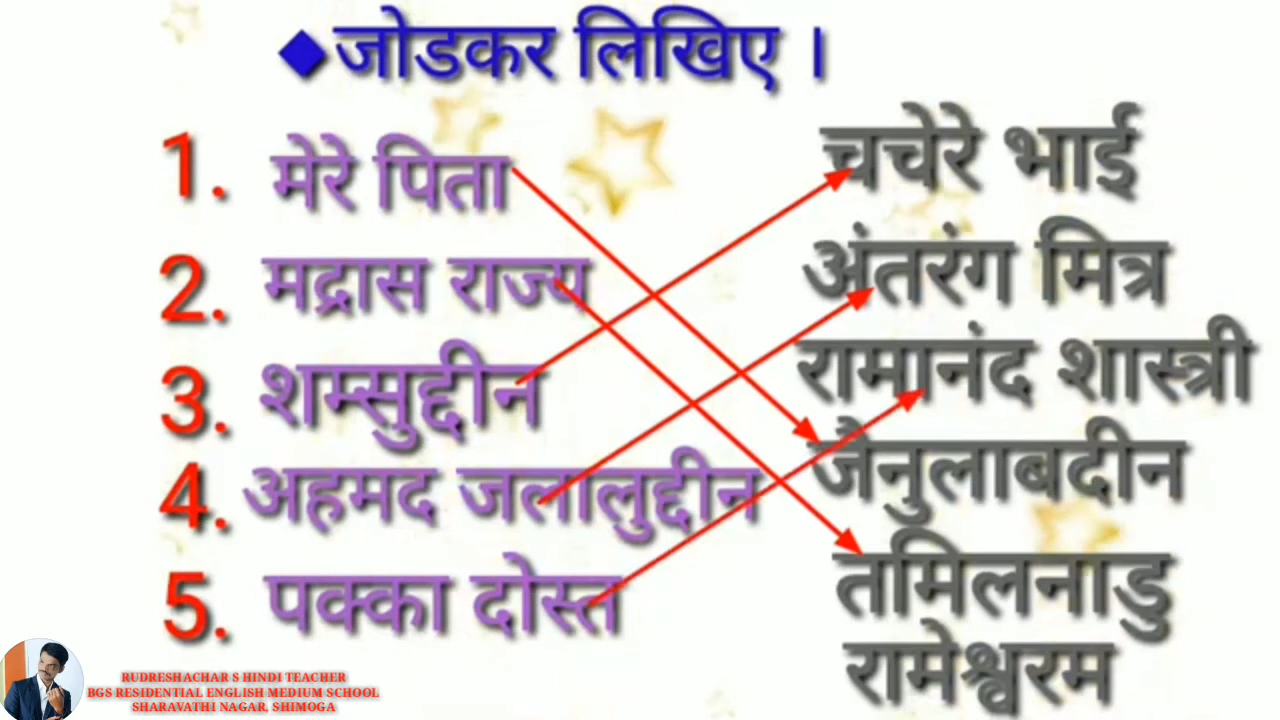 ◆जोडकर लिखिए ।
1. मेरे पिता
चचेरे भाई
2. मद्रास राज्य
अंतरंग मित्र
3. शम्सुद्दीन
रामानंद शास्त्री
4. अहमद जलालुद्दीन
जैनुलाबदीन
5. पक्का दोस्त
तमिलनाडु
रामेश्वरम
RUDRESHACHAR S HINDI TEACHER
BGS RESIDENTIAL ENGLISH MEDIUM SCHOOL
SHARAVATHI NAGAR, SHIMOGA